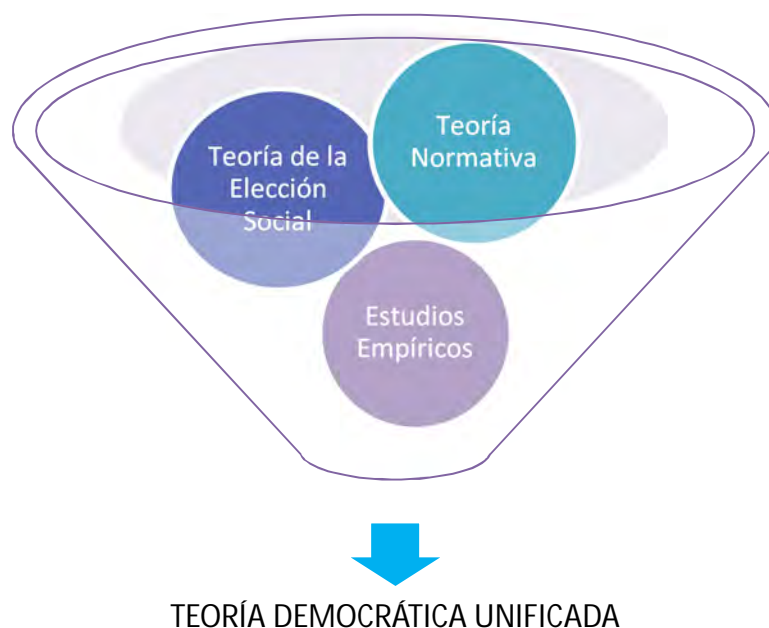 Teoría de la
Elección
Social
Teoría
Normativa
Estudios
Empíricos
TEORÍA DEMOCRÁTICA UNIFICADA